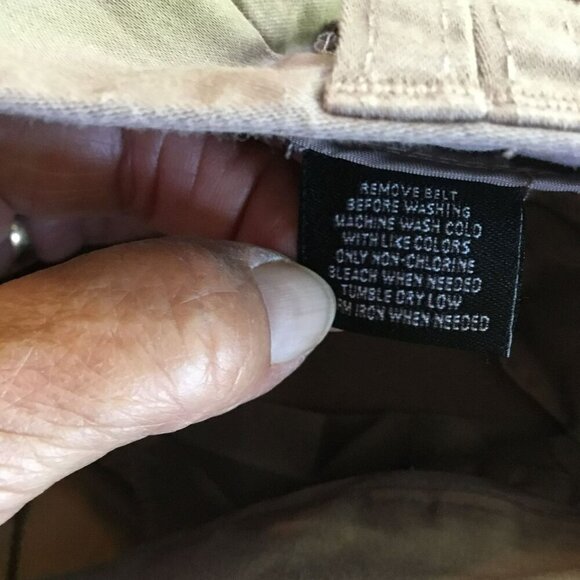 REMOVE BELT
BEFORE WASHING
MACHINE WASH COLD
WITH LIKE COLORS
ONLY NON-CHLORINE
BLEACH WHEN NEEDED
TUMBLE DRY LOW
IRON WHEN NEEDED